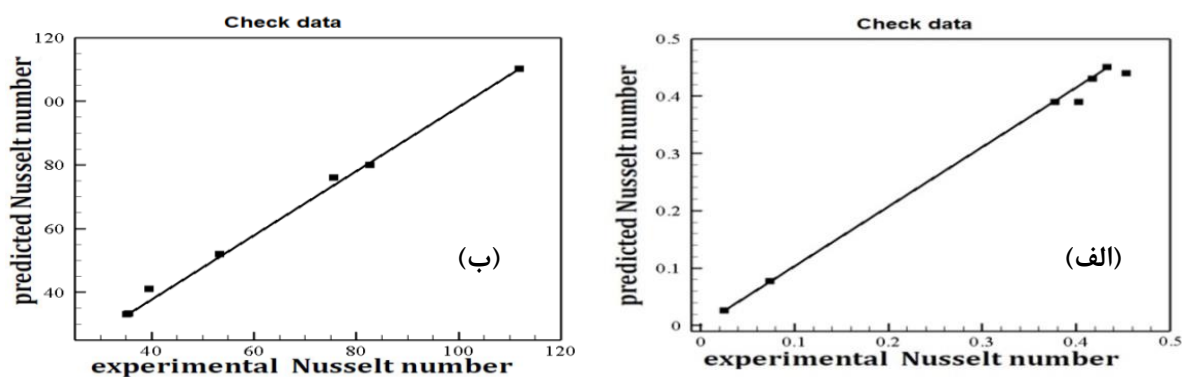 Check data
120
00
80
60
40
predicted Nusselt number
(ب)
40 60 80 100 120
experimental Nusselt number
Check data
0.5
0.4
0.3
0.2
0.1
0
predicted Nusselt number
(الف)
0 0.1 0.2 0.3 0.4 0.5
experimental Nusselt number